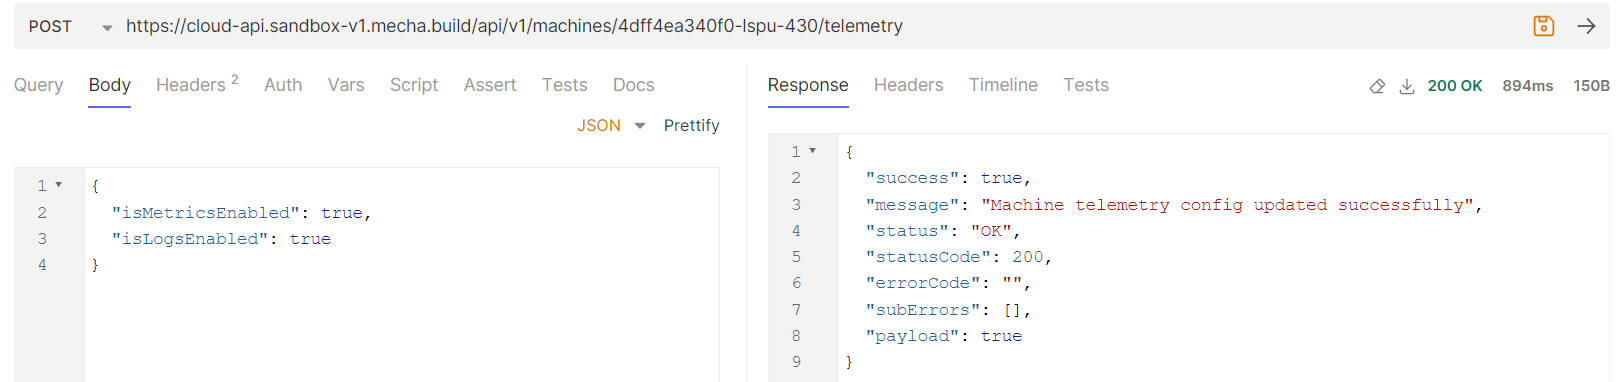 POST https://cloud-api.sandbox-v1.mecha.build/api/v1/machines/4dff4ea340f0-lspu-430/telemetry
Query Body Headers 2 Auth Vars Script Assert Tests Docs
JSON Prettify
1 {
2 "isMetricsEnabled": true,
3 "isLogsEnabled": true
4 }
Response Headers Timeline Tests 200 OK 894ms 150B
1 {
2 "success": true,
3 "message": "Machine telemetry config updated successfully",
4 "status": "OK",
5 "statusCode": 200,
6 "errorCode": "",
7 "subErrors": [],
8 "payload": true
9 }